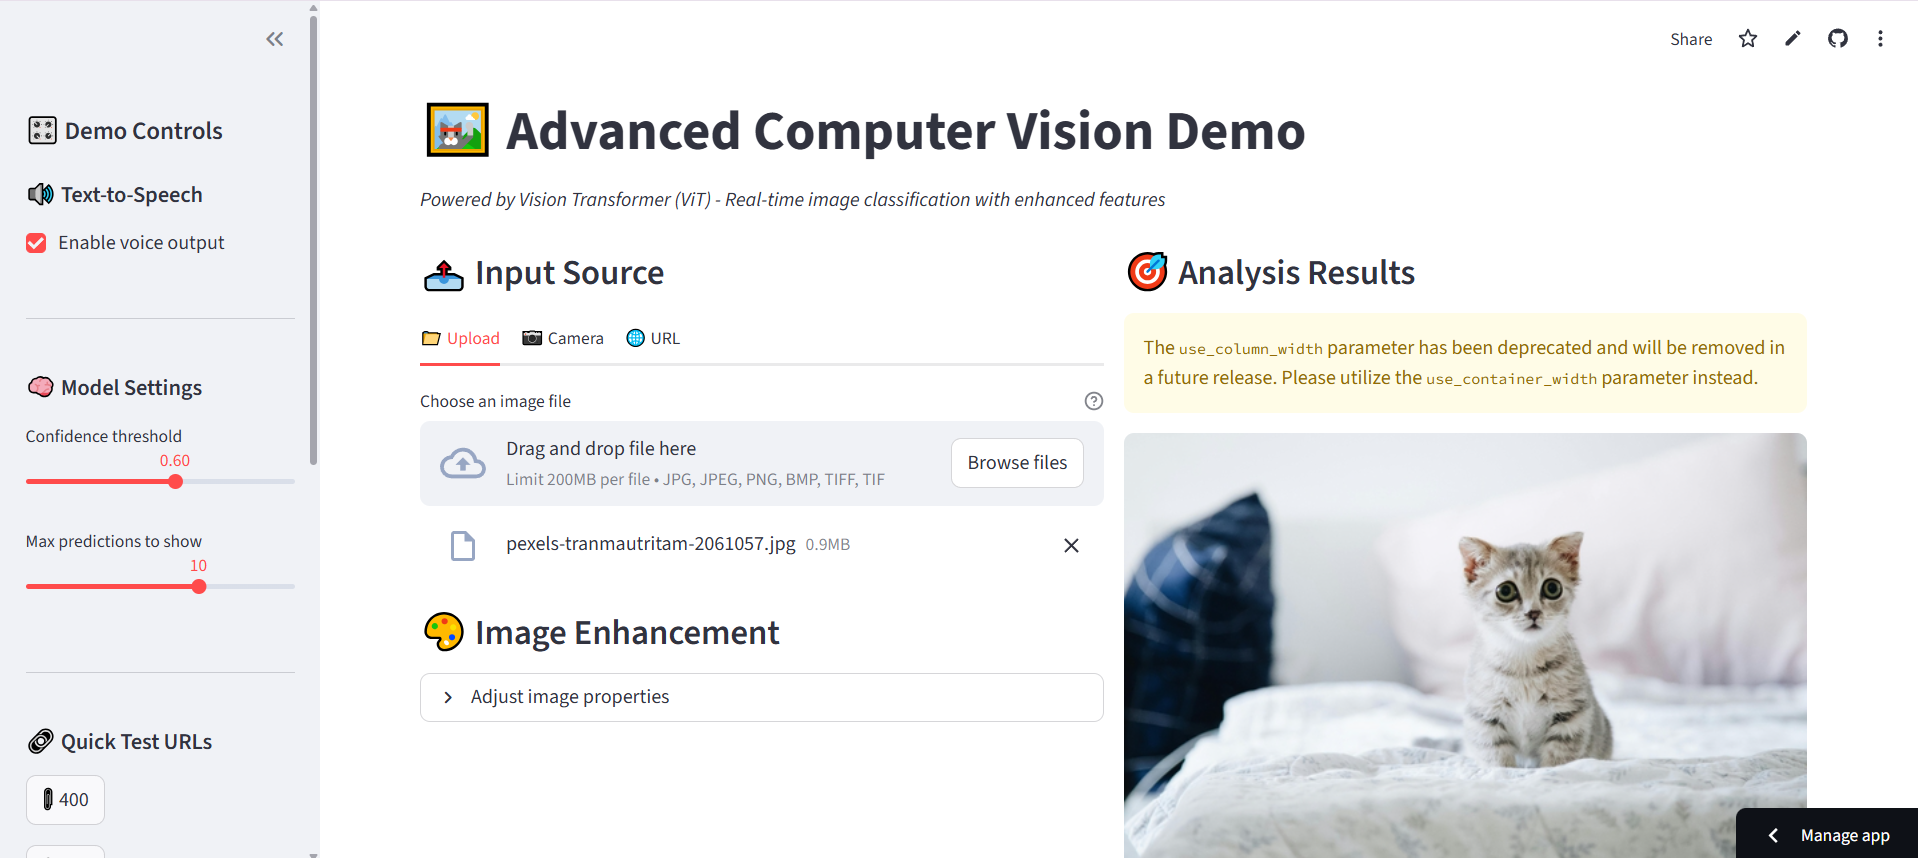 Demo Controls
Text-to-Speech
Enable voice output
Model Settings
Confidence threshold
0.60
Max predictions to show
10
Quick Test URLs
400
Share
Advanced Computer Vision Demo
Powered by Vision Transformer (ViT) - Real-time image classification with enhanced features
Input Source
Upload
Camera
URL
Choose an image file
Drag and drop file here
Limit 200MB per file • JPG, JPEG, PNG, BMP, TIFF, TIF
Browse files
pexels-tranmautritam-2061057.jpg 0.9MB
Image Enhancement
Adjust image properties
Analysis Results
The use_column_width parameter has been deprecated and will be removed in
a future release. Please utilize the use_container_width parameter instead.
Manage app